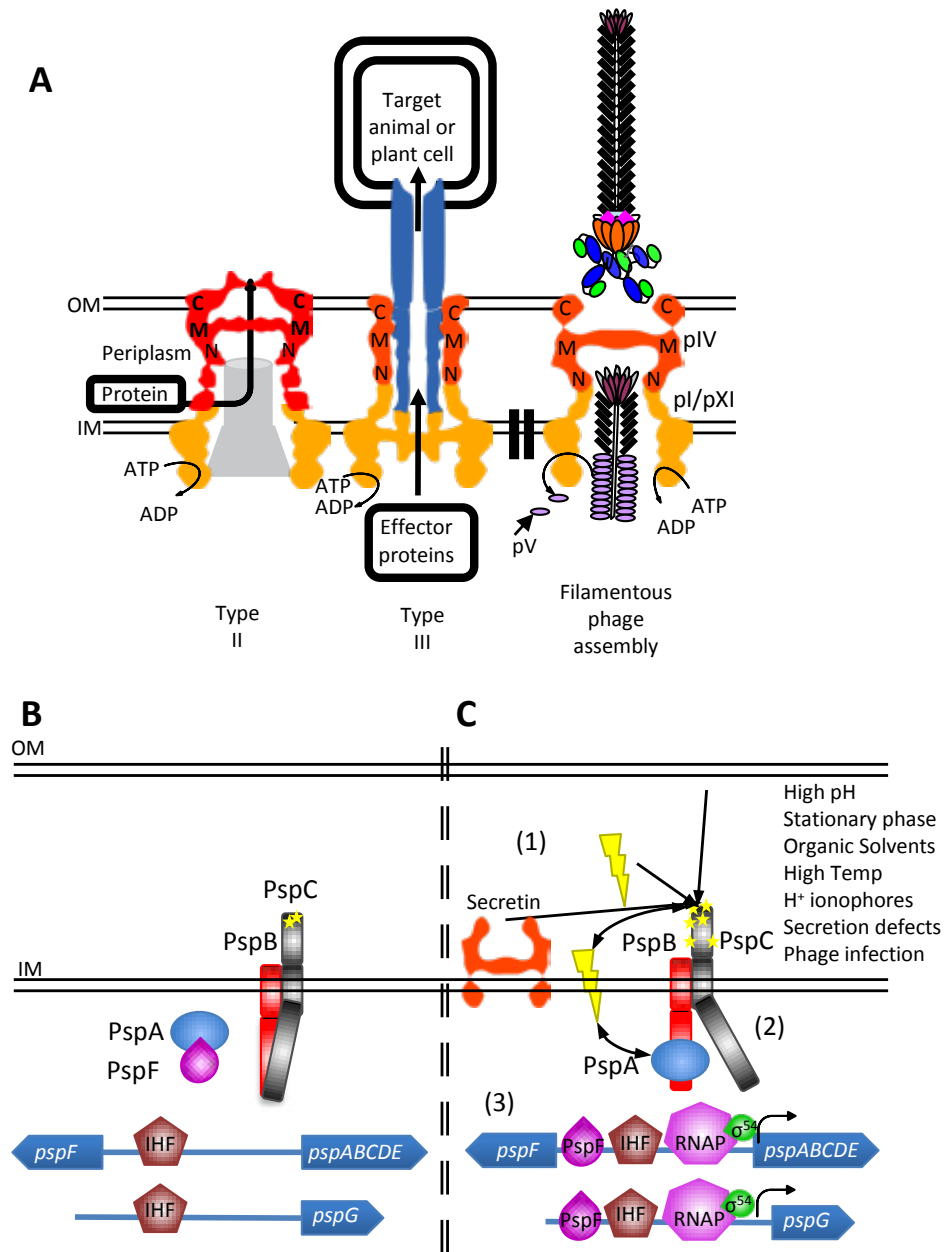 A
Target
animal or
plant cell
OM
C
C
C
C
C
C
M
M
M
M
M
M
pIV
N
N
N
N
N
N
Periplasm
Protein
pI/pXI
IM
ATP
ADP
ATP
ADP
ATP
ADP
pV
Effector
proteins
Type
II
Type
III
Filamentous
phage
assembly
B
OM
PspC
PspB
IM
PspA
PspF
pspF
IHF
pspABCDE
IHF
pspG
C
High pH
Stationary phase
Organic Solvents
High Temp
H⁺ ionophores
Secretion defects
Phage infection
(1)
Secretin
PspB
PspC
(2)
PspA
(3)
pspF
PspF
IHF
RNAP
σ⁵⁴
pspABCDE
PspF
IHF
RNAP
σ⁵⁴
pspG